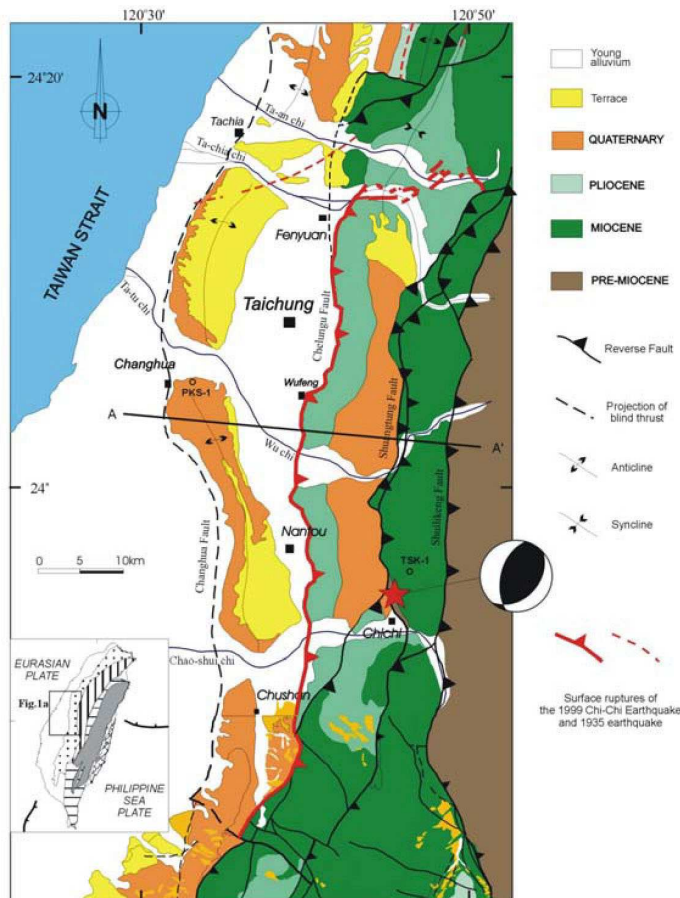 120°30'
120°50'
24°20'
N
Tachia
Ta-an chi
Ta-chia chi
TAIWAN STRAIT
Fenyuan
Ta-tu chi
Taichung
Chelungu Fault
Changhua
PKS-1
Wufeng
Shuangtung Fault
A
A'
Wu chi
24°
Shuilikeng Fault
Changhua Fault
Nantou
TSK-1
0
5
10km
Chichi
Chao-shui chi
Chushan
EURASIAN
PLATE
Fig.1a
PHILIPPINE
SEA
PLATE
Young
alluvium
Terrace
QUATERNARY
PLIOCENE
MIOCENE
PRE-MIOCENE
Reverse Fault
Projection of
blind thrust
Anticline
Syncline
Surface ruptures of
the 1999 Chi-Chi Earthquake
and 1935 earthquake